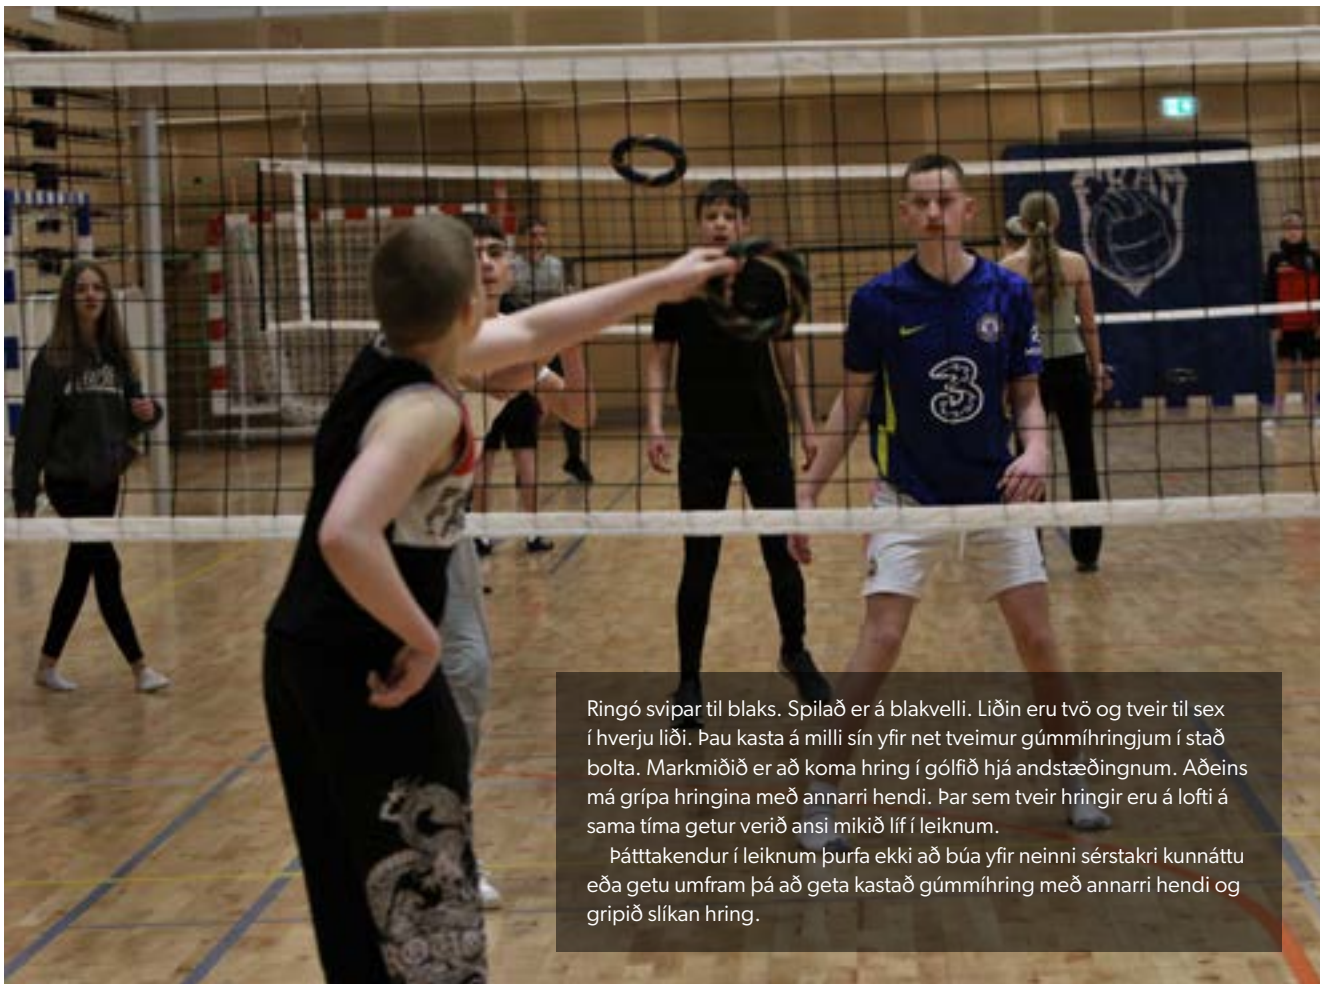 FRAM
3
Ringó svipar til blaks. Spilað er á blakvelli. Liðin eru tvö og tveir til sex
í hverju liði. Þau kasta á milli sín yfir net tveimur gúmmíhringjum í stað
bolta. Markmiðið er að koma hring í gólfið hjá andstæðingnum. Aðeins
má grípa hringina með annarri hendi. Þar sem tveir hringir eru á lofti á
sama tíma getur verið ansi mikið líf í leiknum.
Þátttakendur í leiknum þurfa ekki að búa yfir neinni sérstakri kunnáttu
eða getu umfram þá að geta kastað gúmmíhring með annarri hendi og
gripið slíkan hring.